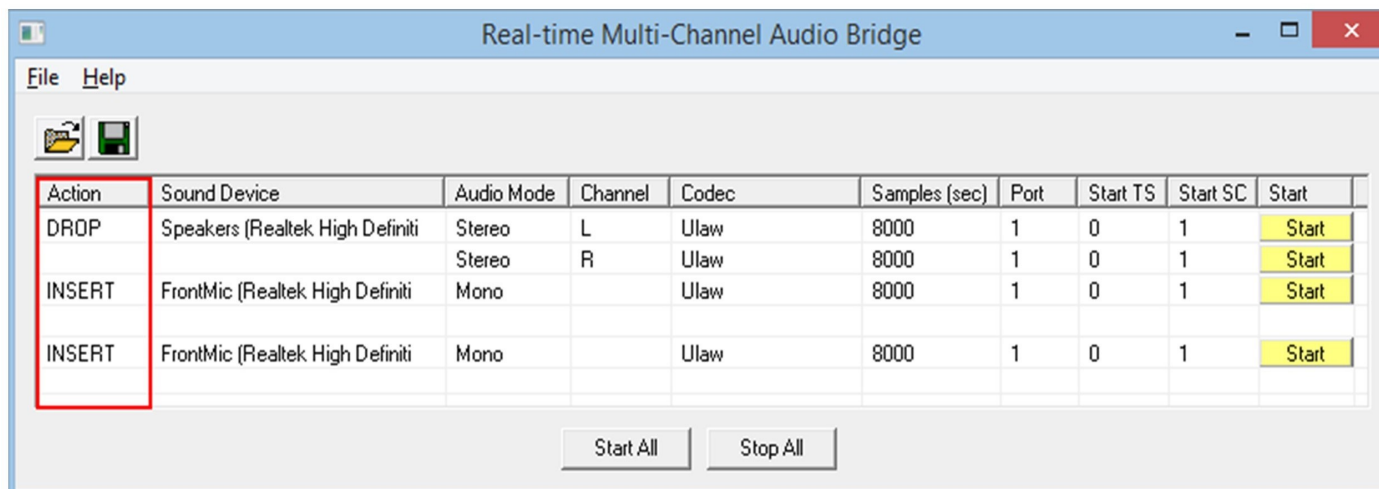 Real-time Multi-Channel Audio Bridge
File Help
Action Sound Device Audio Mode Channel Codec Samples (sec) Port Start TS Start SC Start
DROP Speakers (Realtek High Definiti Stereo L Ulaw 8000 1 0 1 Start
Stereo R Ulaw 8000 1 0 1 Start
INSERT FrontMic (Realtek High Definiti Mono Ulaw 8000 1 0 1 Start
INSERT FrontMic (Realtek High Definiti Mono Ulaw 8000 1 0 1 Start
Start All Stop All